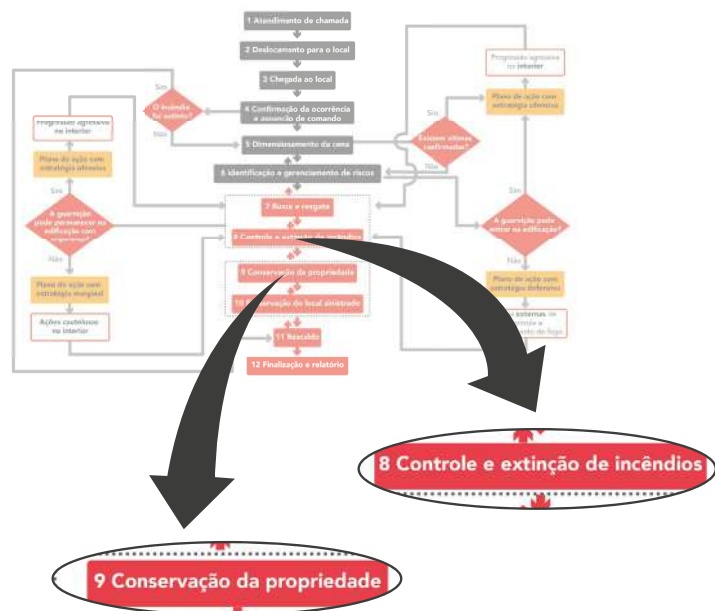 1 Atendimento de chamada
2 Deslocamento para o local
3 Chegada ao local
4 Confirmação da ocorrência
e assunção de comando
5 Dimensionamento da cena
6 Identificação e gerenciamento de riscos
7 Busca e resgate
8 Controle e extinção de incêndios
9 Conservação da propriedade
10 Preservação do local sinistrado
11 Rescaldo
12 Finalização e relatório
Sim
O incêndio
foi extinto?
Não
Progressão agressiva
no interior
Plano de ação com
estratégia ofensiva
Sim
A guarnição
pode permanecer na
edificação com
segurança?
Não
Plano de ação com
estratégia marginal
Ações cautelosas
no interior
Sim
Existem vítimas
confirmadas?
Não
Progressão agressiva
no interior
Plano de ação com
estratégia ofensiva
Sim
A guarnição pode
entrar na edificação?
Não
Plano de ação com
estratégia defensiva
externas de
do fogo
8 Controle e extinção de incêndios
9 Conservação da propriedade